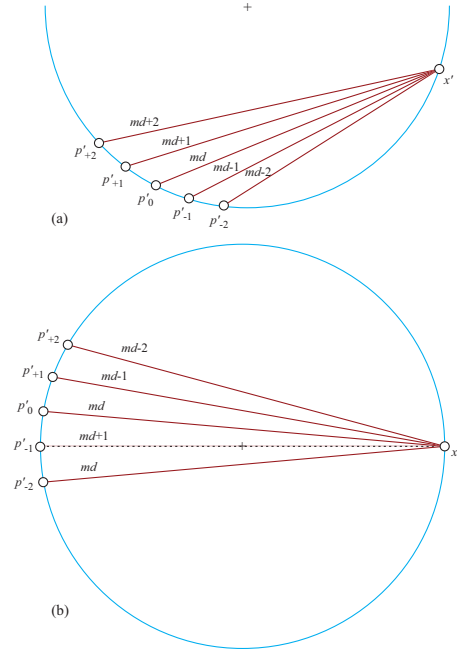 x'
md+2
md+1
p'+2
md
md-1
p'+1
md-2
p'0
p'-1
p'-2
(a)
p'+2
md-2
p'+1
md-1
p'0
md
md+1
p'-1
x
md
p'-2
(b)